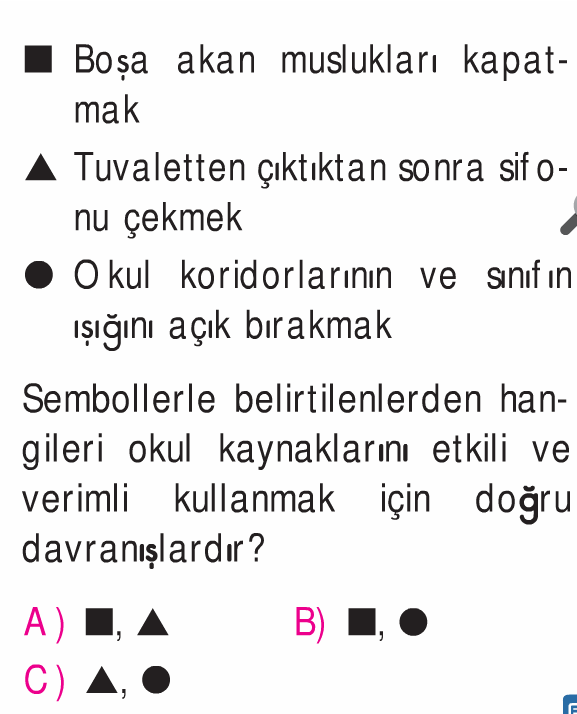 ■ Boşa akan muslukları kapat-
mak
▲ Tuvaletten çıktıktan sonra sifo-
nu çekmek
● Okul koridorlarının ve sınıfın
ışığını açık bırakmak
Sembollerle belirtilenlerden han-
gileri okul kaynaklarını etkili ve
verimli kullanmak için doğru
davranışlardır?
A) ■, ▲ B) ■, ●
C) ▲, ●